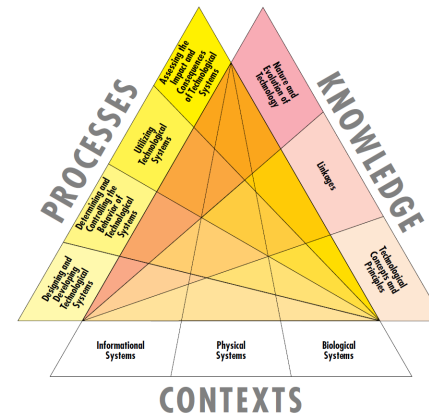 PROCESSES
Assessing the
Impact and
Consequences
of Technological
Systems
Utilizing
Technological
Systems
Determining and
Controlling the
Behavior of
Technological
Systems
Designing and
Developing
Technological
Systems
KNOWLEDGE
Nature and
Evolution of
Technology
Linkages
Technological
Concepts and
Principles
Informational
Systems
Physical
Systems
Biological
Systems
CONTEXTS